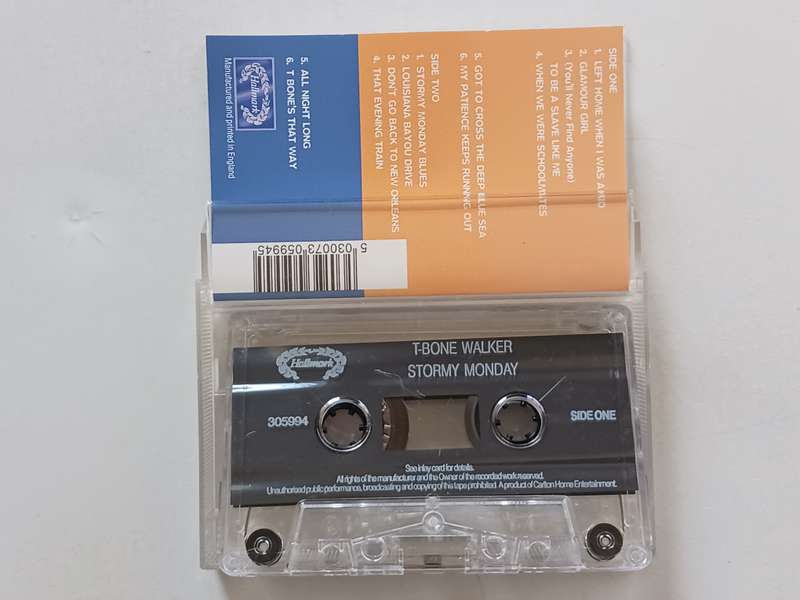 SIDE ONE
1. LEFT HOME WHEN I WAS A KID
2. GLAMOUR GIRL
3. (You'll Never Find Anyone)
TO BE A SLAVE LIKE ME
4. WHEN WE WERE SCHOOLMATES
5. GOT TO CROSS THE DEEP BLUE SEA
6. MY PATIENCE KEEPS RUNNNG OUT
SIDE TWO
1. STORMY MONDAY BLUES
2. LOUISIANA BAYOU DRIVE
3. DON'T GO BACK TO NEW ORLEANS
4. THAT EVENING TRAIN
5. ALL NIGHT LONG
6. T BONE'S THAT WAY
Hallmark
Manufactured and printed in England
5 030073 059945
Hallmark
T-BONE WALKER
STORMY MONDAY
305994
SIDE ONE
See inlay card for details.
All rights of the manufacturer and the Owner of the recorded work reserved.
Unauthorised public performance, broadcasting and copying of this tape prohibited. A product of Carlton Home Entertainment.